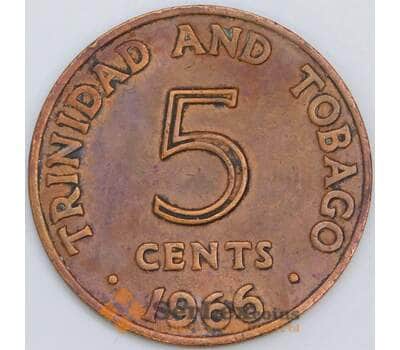 TRINIDAD AND TOBAGO
5
CENTS
· 1966 ·